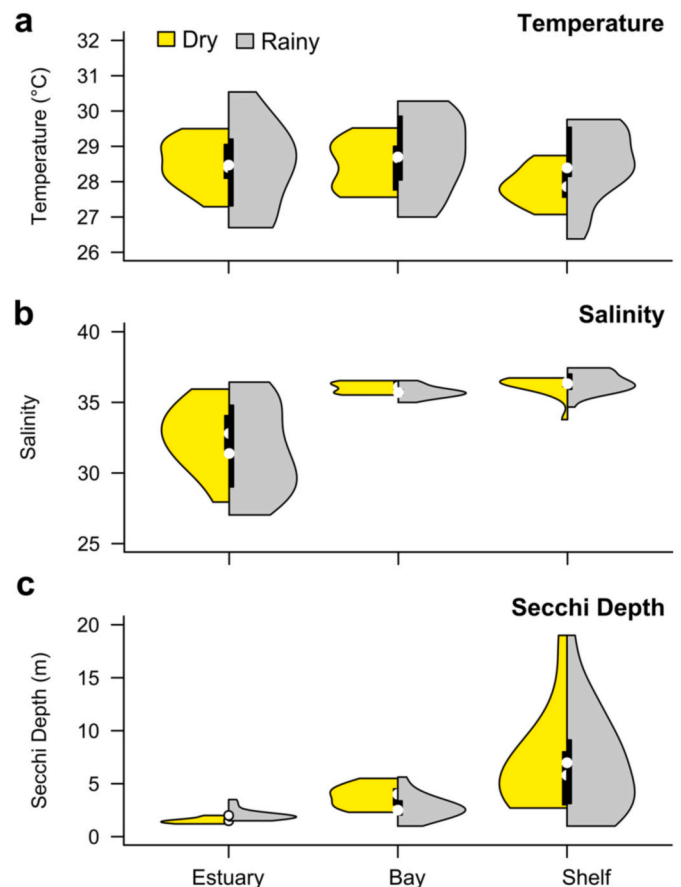 a Temperature
Dry Rainy
Temperature (°C)
32
31
30
29
28
27
26
b Salinity
Salinity
40
35
30
25
c Secchi Depth
Secchi Depth (m)
20
15
10
5
0
Estuary Bay Shelf